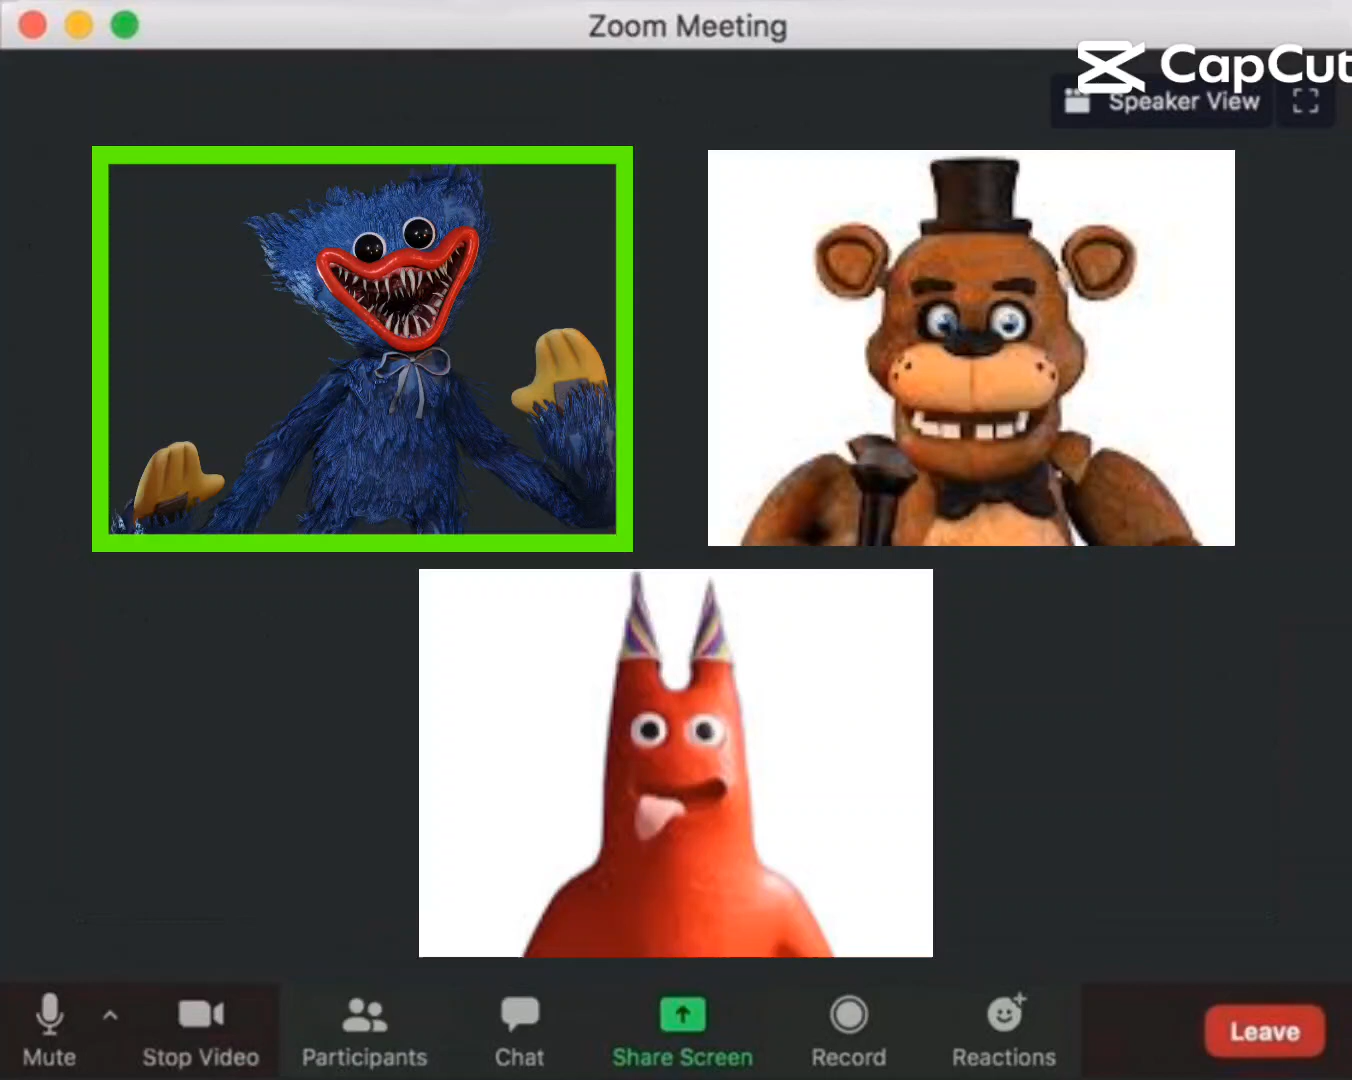 Zoom Meeting
CapCut
Speaker View
Mute
Stop Video
Participants
Chat
Share Screen
Record
Reactions
Leave